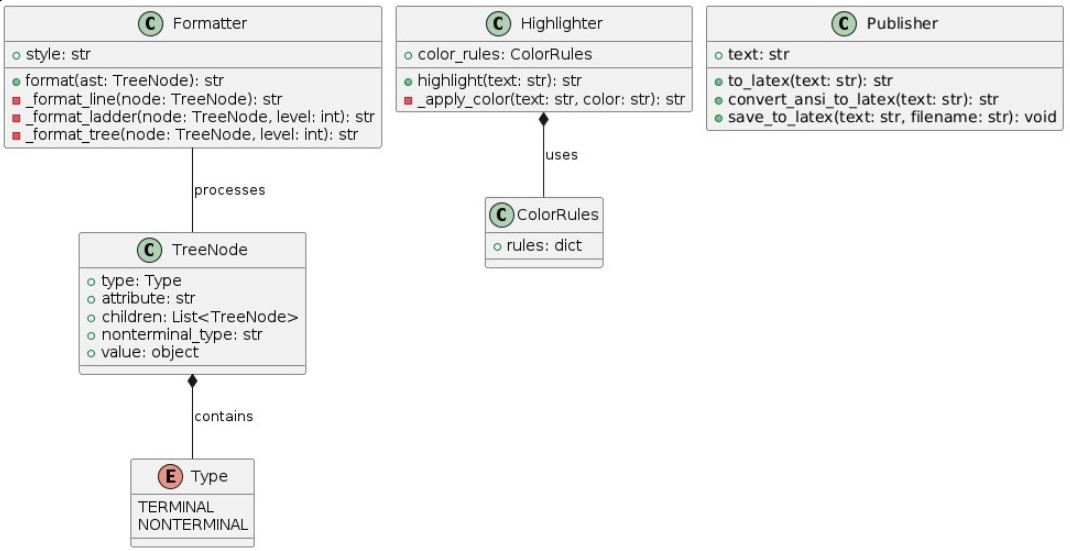 C Formatter
style: str
format(ast: TreeNode): str
_format_line(node: TreeNode): str
_format_ladder(node: TreeNode, level: int): str
_format_tree(node: TreeNode, level: int): str
C Highlighter
color_rules: ColorRules
highlight(text: str): str
_apply_color(text: str, color: str): str
C Publisher
text: str
to_latex(text: str): str
convert_ansi_to_latex(text: str): str
save_to_latex(text: str, filename: str): void
processes
uses
C TreeNode
type: Type
attribute: str
children: List<TreeNode>
nonterminal_type: str
value: object
C ColorRules
rules: dict
contains
E Type
TERMINAL
NONTERMINAL